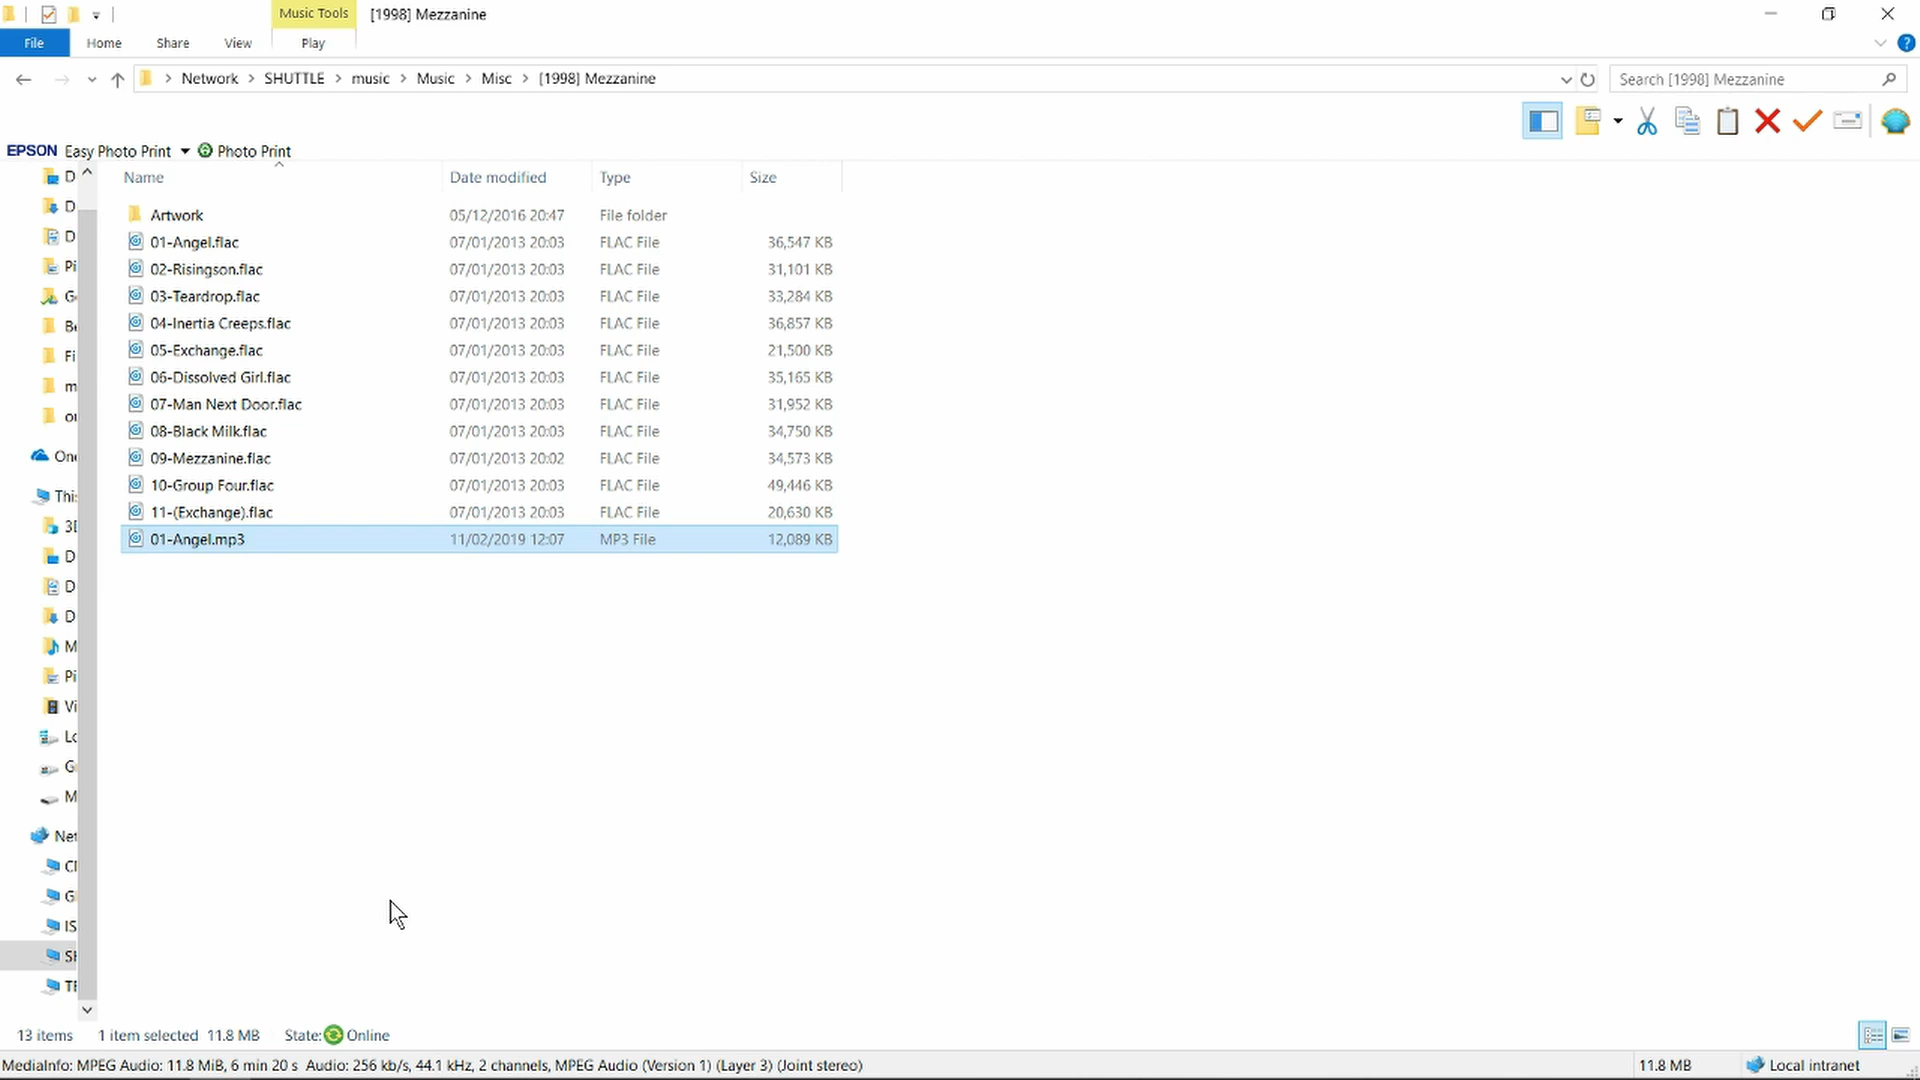 Music Tools [1998] Mezzanine
File Home Share View Play
Network SHUTTLE music Music Misc [1998] Mezzanine Search [1998] Mezzanine
EPSON Easy Photo Print Photo Print
Name Date modified Type Size
Artwork 05/12/2016 20:47 File folder
01-Angel.flac 07/01/2013 20:03 FLAC File 36,547 KB
02-Risingson.flac 07/01/2013 20:03 FLAC File 31,101 KB
03-Teardrop.flac 07/01/2013 20:03 FLAC File 33,284 KB
04-Inertia Creeps.flac 07/01/2013 20:03 FLAC File 36,857 KB
05-Exchange.flac 07/01/2013 20:03 FLAC File 21,500 KB
06-Dissolved Girl.flac 07/01/2013 20:03 FLAC File 35,165 KB
07-Man Next Door.flac 07/01/2013 20:03 FLAC File 31,952 KB
08-Black Milk.flac 07/01/2013 20:03 FLAC File 34,750 KB
09-Mezzanine.flac 07/01/2013 20:02 FLAC File 34,573 KB
10-Group Four.flac 07/01/2013 20:03 FLAC File 49,446 KB
11-(Exchange).flac 07/01/2013 20:03 FLAC File 20,630 KB
01-Angel.mp3 11/02/2019 12:07 MP3 File 12,089 KB
D
D
D
Pi
G
Be
Fi
m
One
This
3D
D
D
D
M
Pi
Vi
Lo
G
M
Net
G
IS
SH
13 items 1 item selected 11.8 MB State: Online
MediaInfo: MPEG Audio: 11.8 MiB, 6 min 20 s Audio: 256 kb/s, 44.1 kHz, 2 channels, MPEG Audio (Version 1) (Layer 3) (Joint stereo) 11.8 MB Local intranet